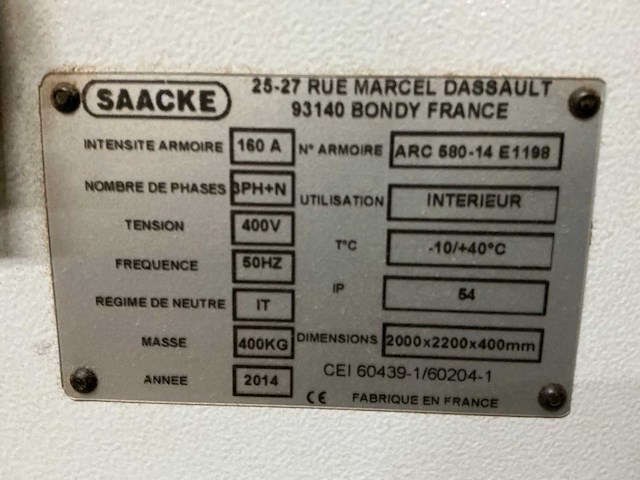 SAACKE
25-27 RUE MARCEL DASSAULT
93140 BONDY FRANCE
INTENSITE ARMOIRE 160 A N° ARMOIRE ARC 580-14 E1198
NOMBRE DE PHASES 3PH+N UTILISATION INTERIEUR
TENSION 400V T°C -10/+40°C
FREQUENCE 50HZ IP 54
REGIME DE NEUTRE IT
MASSE 400KG DIMENSIONS 2000x2200x400mm
ANNEE 2014 CEI 60439-1/60204-1
CE FABRIQUE EN FRANCE